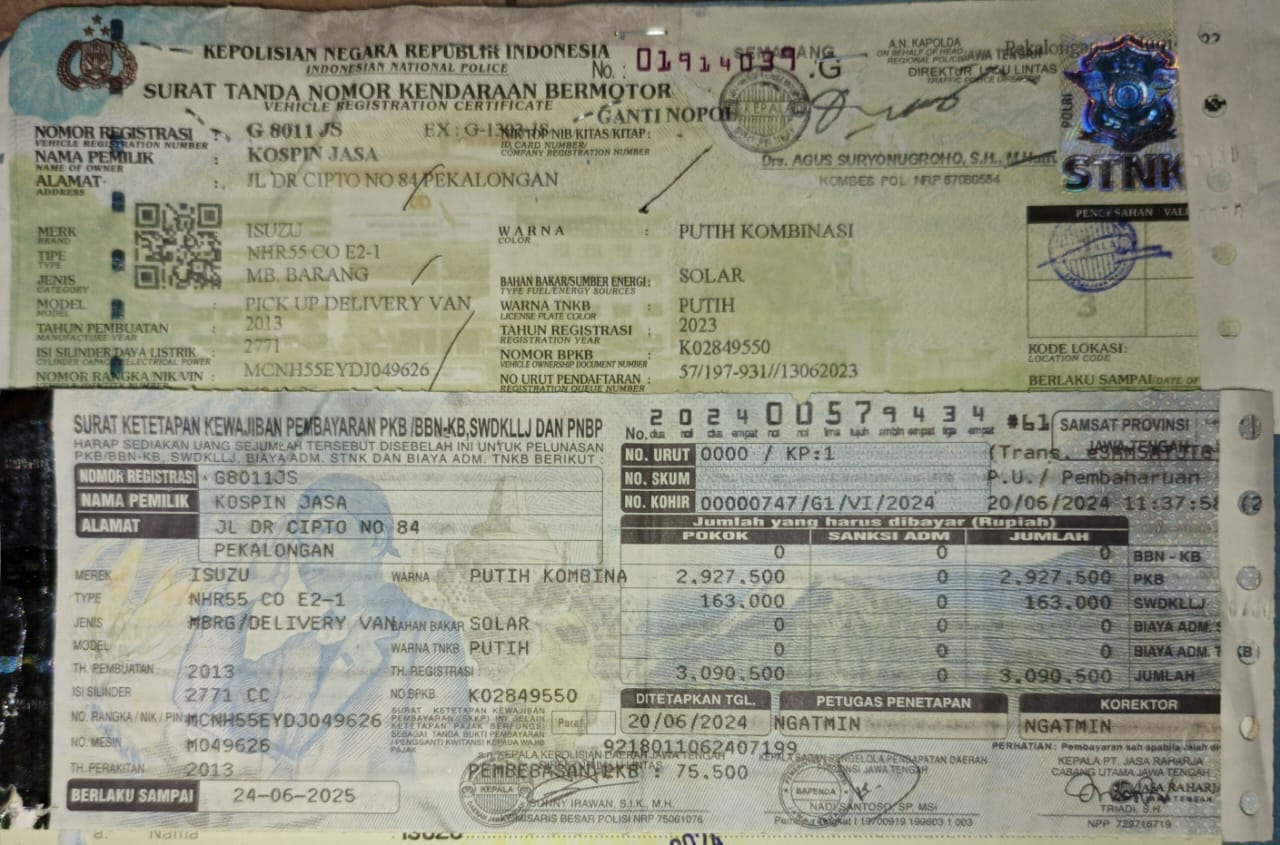 KEPOLISIAN NEGARA REPUBLIK INDONESIA
INDONESIAN NATIONAL POLICE
No. : 01914039 .G
SURAT TANDA NOMOR KENDARAAN BERMOTOR
VEHICLE REGISTRATION CERTIFICATE
GANTI NOPOL
SEMARANG
A.N. KAPOLDA JAWA TENGAH
ON BEHALF OF HEAD
DIREKTUR LALU LINTAS
KEPALA
Drs. AGUS SURYONUGROHO, S.H., M.Hum.
KOMBES POL NRP 67080564
POLRI
STNK
NOMOR REGISTRASI : G 8011 JS EX : G-1302-JS
VEHICLE REGISTRATION NUMBER
NIK/TDP/NIB/KITAS/KITAP :
ID. CARD NUMBER/
COMPANY REGISTRATION NUMBER
NAMA PEMILIK : KOSPIN JASA
NAME OF OWNER
ALAMAT : JL DR CIPTO NO 84 PEKALONGAN
ADDRESS
MERK : ISUZU
BRAND
TIPE : NHR55 CO E2-1
TYPE
JENIS : MB. BARANG
CATEGORY
MODEL : PICK UP DELIVERY VAN
MODEL
TAHUN PEMBUATAN : 2013
MANUFACTURE YEAR
ISI SILINDER/DAYA LISTRIK : 2771
CYLINDER CAPACITY/ELECTRICAL POWER
NOMOR RANGKA/NIK/VIN : MCNH55EYDJ049626
WARNA : PUTIH KOMBINASI
COLOR
BAHAN BAKAR/SUMBER ENERGI : SOLAR
TYPE FUEL/ENERGY SOURCES
WARNA TNKB : PUTIH
LICENSE PLATE COLOR
TAHUN REGISTRASI : 2023
REGISTRATION YEAR
NOMOR BPKB : K02849550
VEHICLE OWNERSHIP DOCUMENT NUMBER
NO URUT PENDAFTARAN : 57/197-931//13062023
REGISTRATION QUEUE NUMBER
PENGESAHAN VALI
3
KODE LOKASI :
LOCATION CODE
BERLAKU SAMPAI/DATE OF
SURAT KETETAPAN KEWAJIBAN PEMBAYARAN PKB /BBN-KB,SWDKLLJ DAN PNBP
HARAP SEDIAKAN UANG SEJUMLAH TERSEBUT DISEBELAH INI UNTUK PELUNASAN
PKB/BBN-KB, SWDKLLJ, BIAYA ADM. STNK DAN BIAYA ADM. TNKB BERIKUT :
No. 2 0 2 4 0 0 5 7 9 4 3 4 #61
dua nol dua empat nol nol lima tujuh smbln empat tiga empat
SAMSAT PROVINSI
JAWA TENGAH
NOMOR REGISTRASI G8011JS
NAMA PEMILIK KOSPIN JASA
ALAMAT JL DR CIPTO NO 84
PEKALONGAN
NO. URUT 0000 / KP:1
NO. SKUM
NO. KOHIR 00000747/G1/VI/2024
P.U./ Pembaharuan
20/06/2024 11:37:58
MEREK ISUZU
TYPE NHR55 CO E2-1
JENIS MBRG/DELIVERY VAN
MODEL
TH. PEMBUATAN 2013
ISI SILINDER 2771 CC
NO. RANGKA / NIK / PIN MCNH55EYDJ049626
NO. MESIN M049626
TH. PERAKITAN 2013
BERLAKU SAMPAI 24-06-2025
WARNA PUTIH KOMBINA
BAHAN BAKAR SOLAR
WARNA TNKB PUTIH
TH. REGISTRASI :
NO.BPKB K02849550
SURAT KETETAPAN KEWAJIBAN
PEMBAYARAN (SKKP) INI SELAIN
KETETAPAN PAJAK BERFUNGSI
SEBAGAI TANDA BUKTI PEMBAYARAN
/PENGGANTI KWITANSI KEPADA WAJIB
PAJAK
Paraf
Jumlah yang harus dibayar (Rupiah)
POKOK SANKSI ADM JUMLAH
0 0 0 BBN - KB
2,927,500 0 2,927,500 PKB
163.000 0 163.000 SWDKLLJ
0 0 0 BIAYA ADM. S
0 0 0 BIAYA ADM. T KB
3,090,500 0 3,090,500 JUMLAH
DITETAPKAN TGL. PETUGAS PENETAPAN KOREKTOR
20/06/2024 NGATMIN NGATMIN
9218011062407199
PERHATIAN : Pembayaran sah apabila jelah di
a.n. KEPALA KEPOLISIAN DAERAH JAWA TENGAH
PEMBEBASAN PKB : 75.500
KEPALA
SONNY IRAWAN, S.I.K., M.H.
KOMISARIS BESAR POLISI NRP 75061076
KEPALA BADAN PENGELOLA PENDAPATAN DAERAH
PROVINSI JAWA TENGAH
BAPENDA
NADI SANTOSO, SP, MSi
Pembina Tingkat I 19700919 199603 1 003
KEPALA PT. JASA RAHARJA
CABANG UTAMA JAWA TENGAH
JASA RAHARJA
TRIADI, S.H
NPP 729716719
a. Nama ISUZU